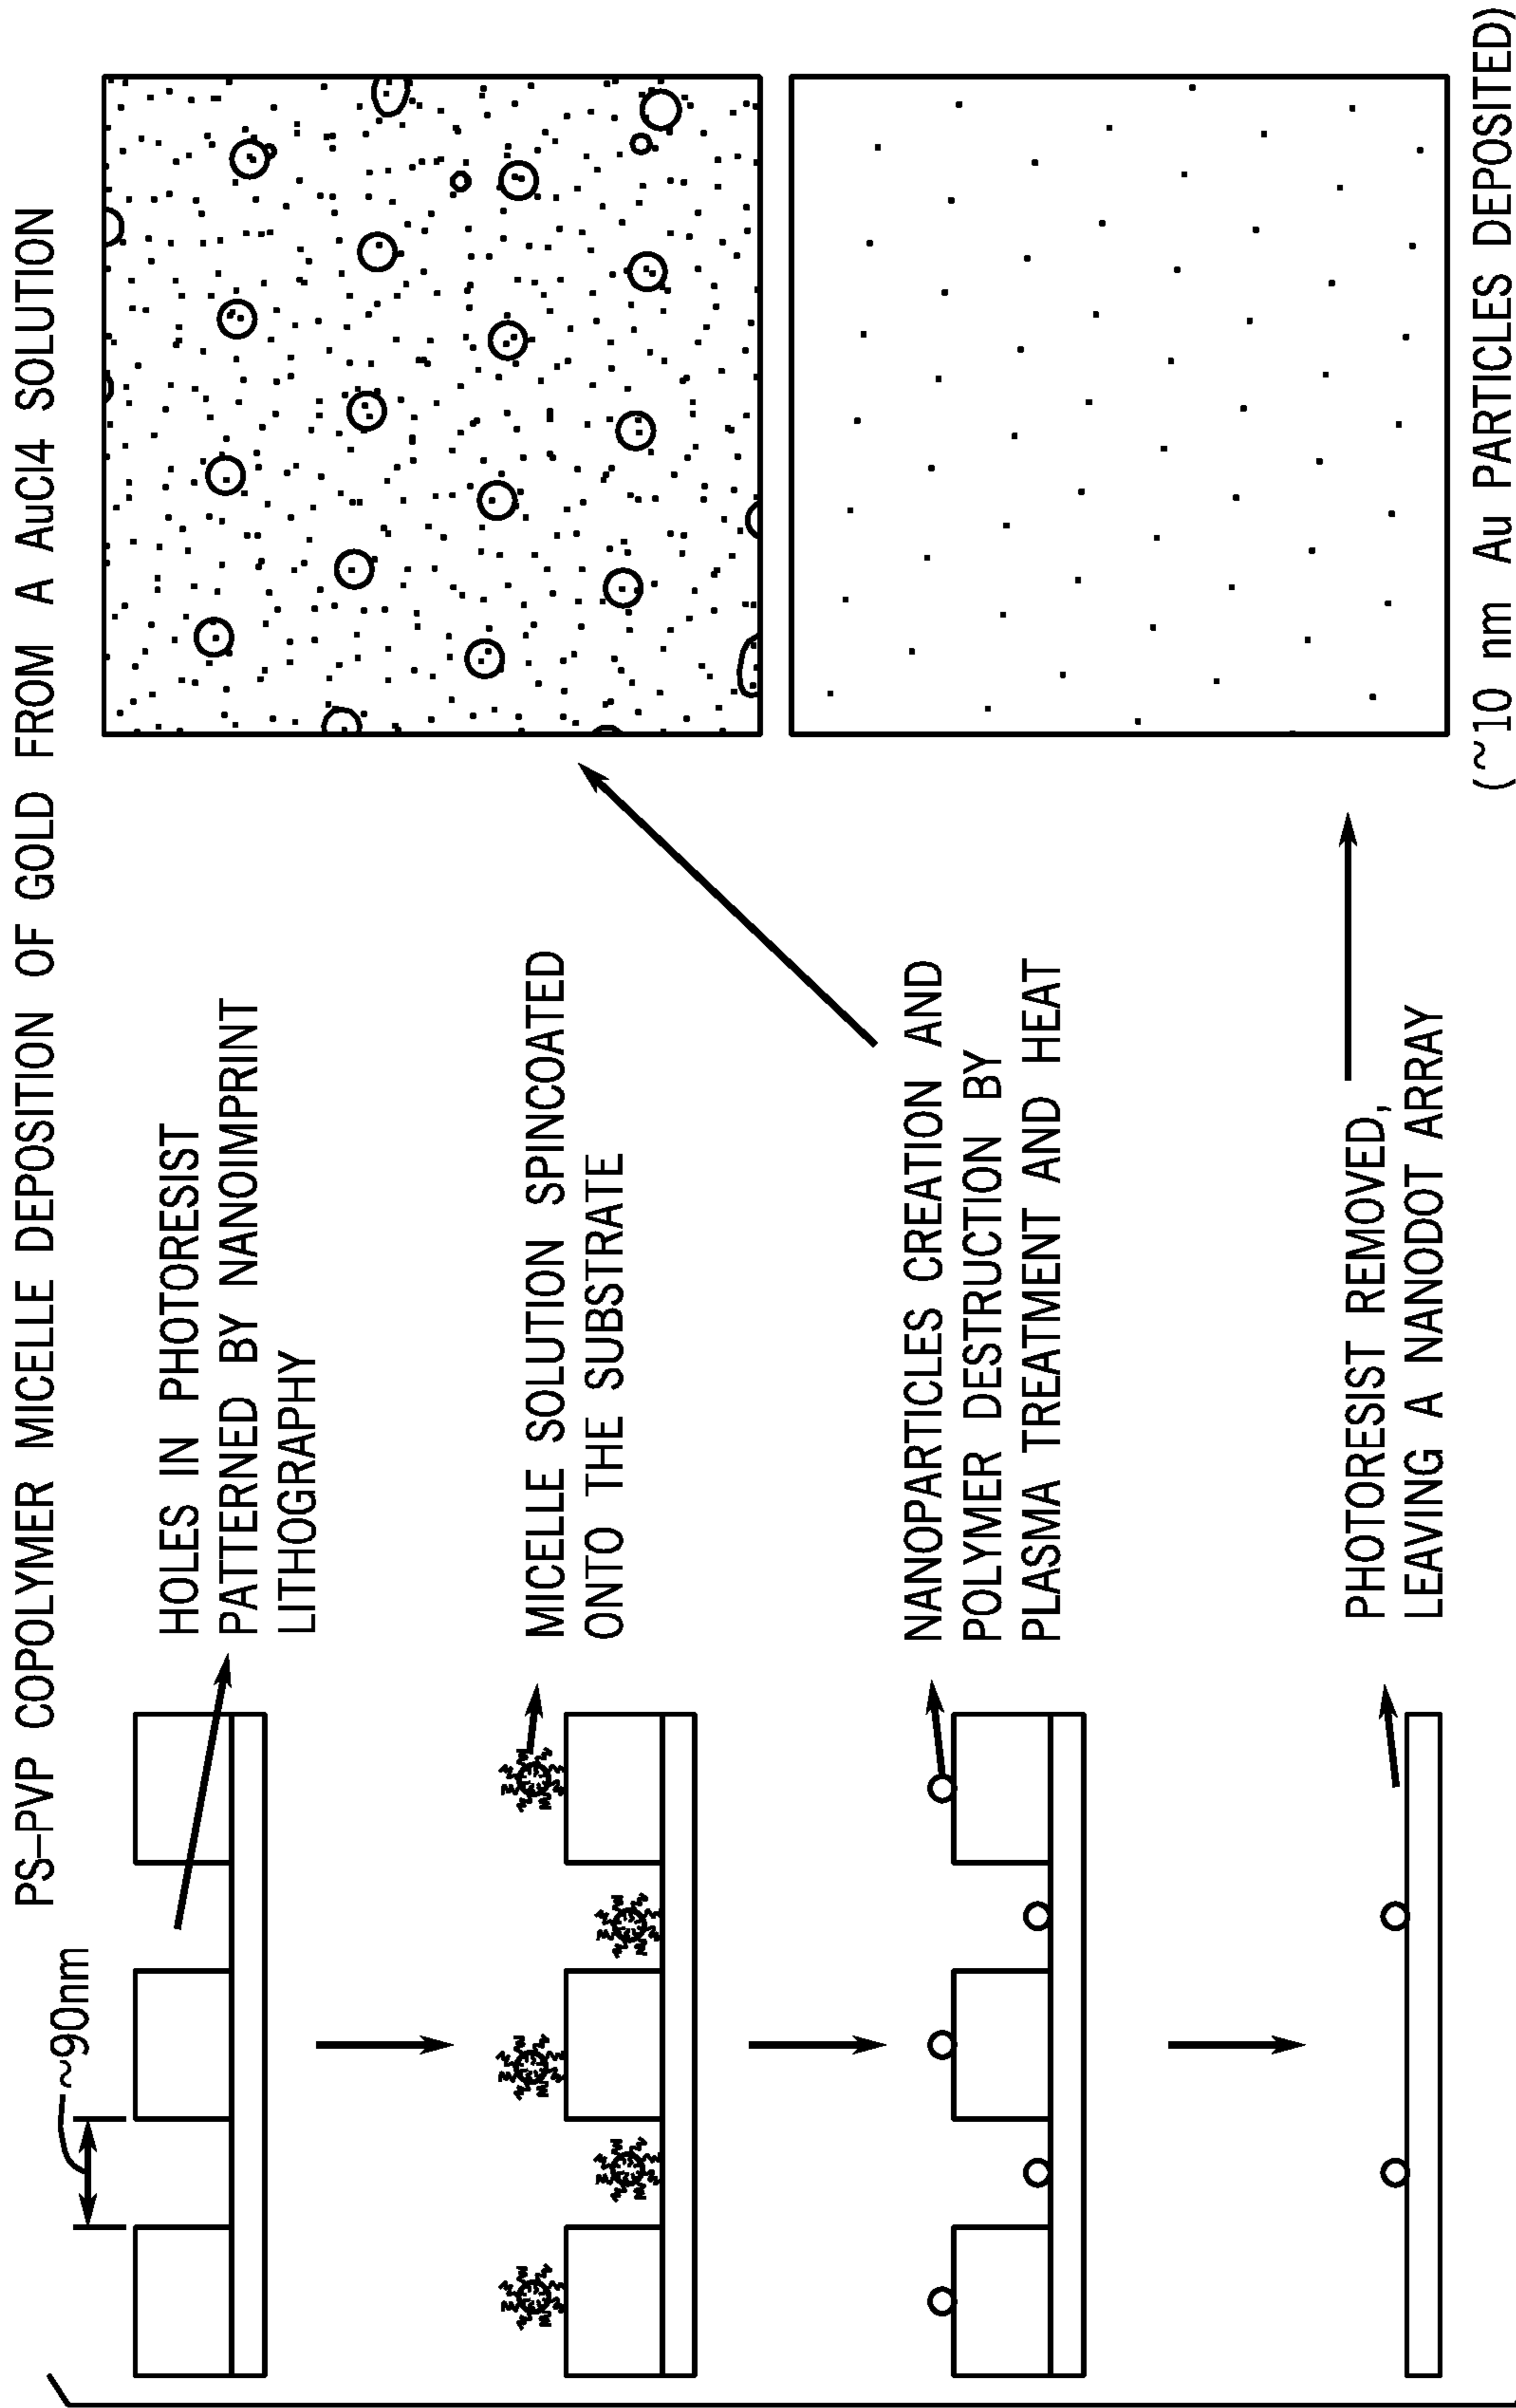 PS-PVP COPOLYMER MICELLE DEPOSITION OF GOLD FROM A AuCl4 SOLUTION
~90nm
HOLES IN PHOTORESIST
PATTERNED BY NANOIMPRINT
LITHOGRAPHY
MICELLE SOLUTION SPINCOATED
ONTO THE SUBSTRATE
NANOPARTICLES CREATION AND
POLYMER DESTRUCTION BY
PLASMA TREATMENT AND HEAT
PHOTORESIST REMOVED,
LEAVING A NANODOT ARRAY
(~10 nm Au PARTICLES DEPOSITED)